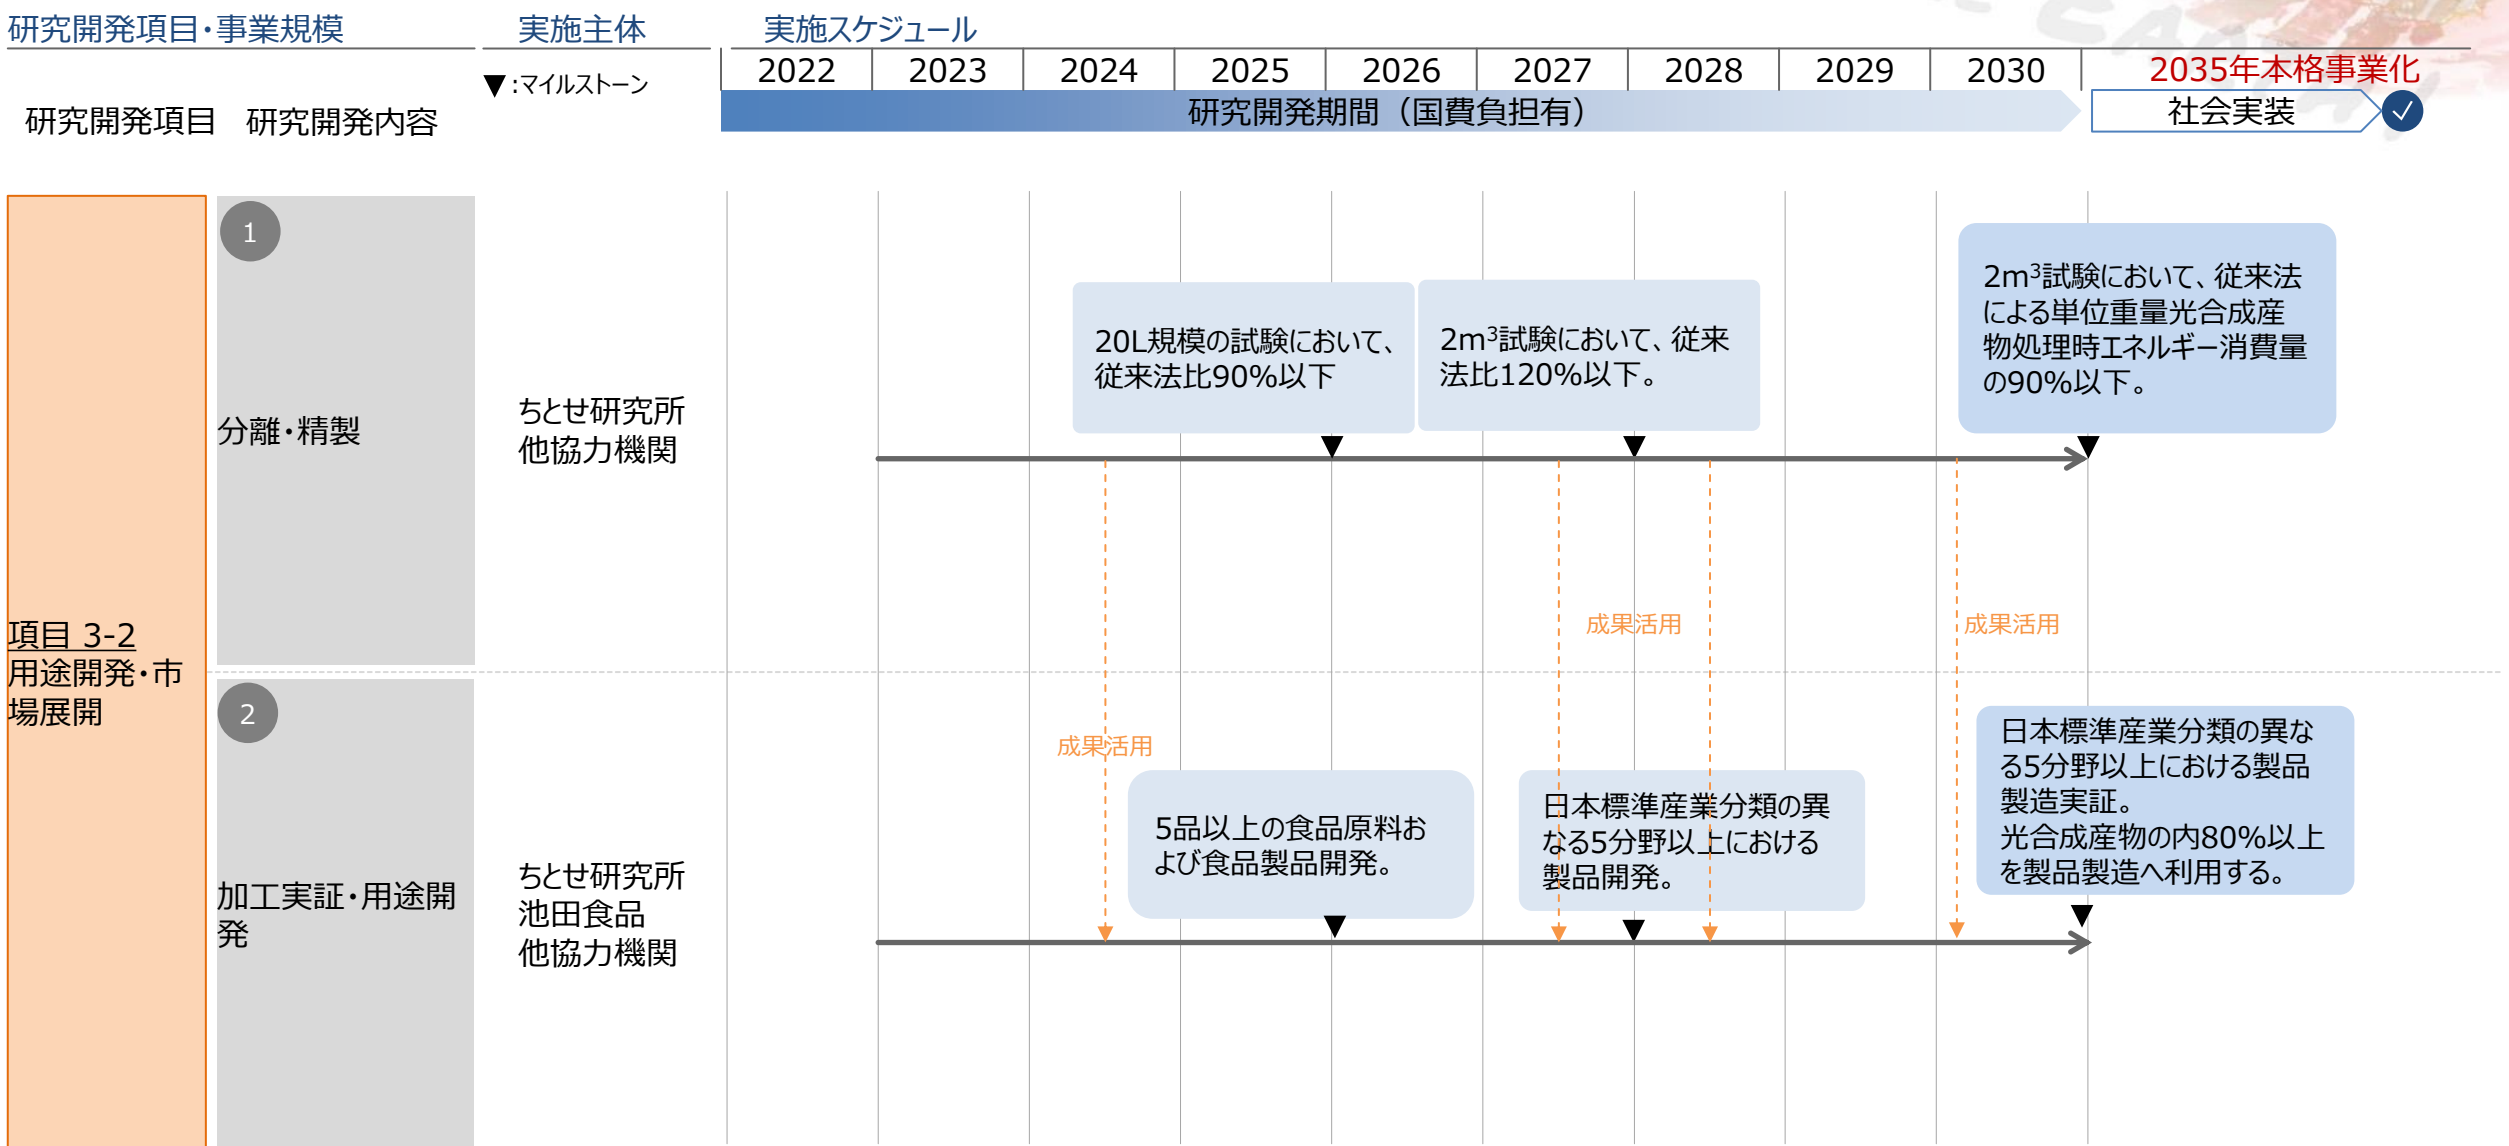 研究開発項目・事業規模
実施主体
実施スケジュール
▼:マイルストーン
2022
2023
2024
2025
2026
2027
2028
2029
2030
2035年本格事業化
研究開発項目
研究開発内容
研究開発期間（国費負担有）
社会実装
項目 3-2
用途開発・市
場展開
1
分離・精製
ちとせ研究所
他協力機関
20L規模の試験において、
従来法比90%以下
2m³試験において、従来
法比120%以下。
2m³試験において、従来法
による単位重量光合成産
物処理時エネルギー消費量
の90%以下。
成果活用
成果活用
成果活用
2
加工実証・用途開
発
ちとせ研究所
池田食品
他協力機関
5品以上の食品原料お
よび食品製品開発。
日本標準産業分類の異
なる5分野以上における
製品開発。
日本標準産業分類の異な
る5分野以上における製品
製造実証。
光合成産物の内80%以上
を製品製造へ利用する。